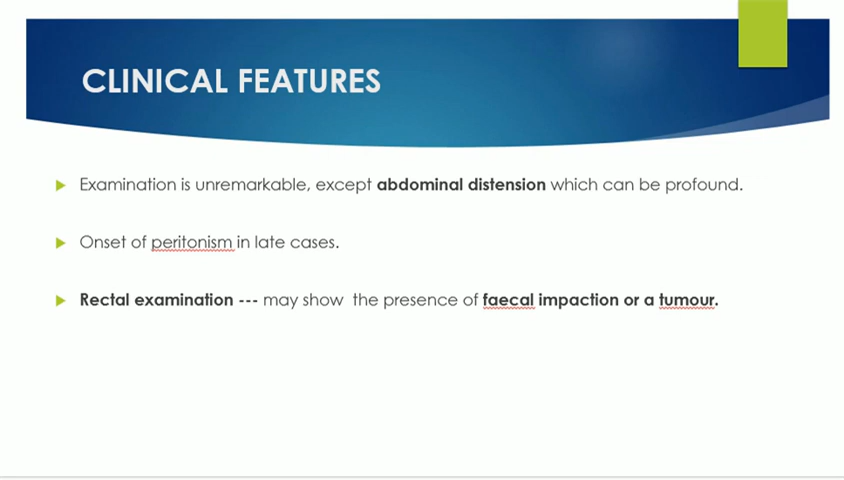 CLINICAL FEATURES
Examination is unremarkable, except abdominal distension which can be profound.
Onset of peritonism in late cases.
Rectal examination --- may show the presence of faecal impaction or a tumour.